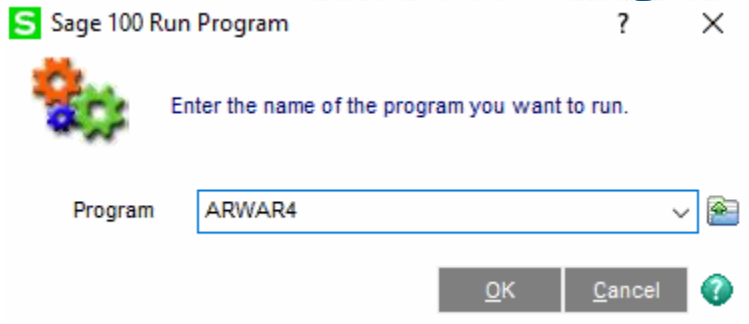 S Sage 100 Run Program ? X
Enter the name of the program you want to run.
Program ARWAR4
OK Cancel ?